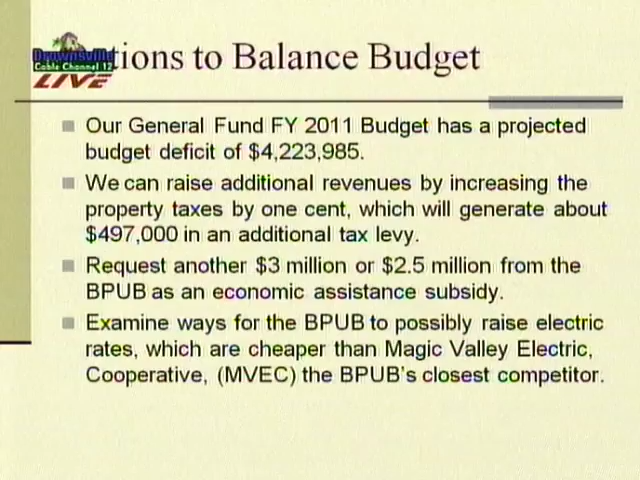 Brownsville
Cable Channel 12
LIVE
tions to Balance Budget
Our General Fund FY 2011 Budget has a projected
budget deficit of $4,223,985.
We can raise additional revenues by increasing the
property taxes by one cent, which will generate about
$497,000 in an additional tax levy.
Request another $3 million or $2.5 million from the
BPUB as an economic assistance subsidy.
Examine ways for the BPUB to possibly raise electric
rates, which are cheaper than Magic Valley Electric,
Cooperative, (MVEC) the BPUB's closest competitor.